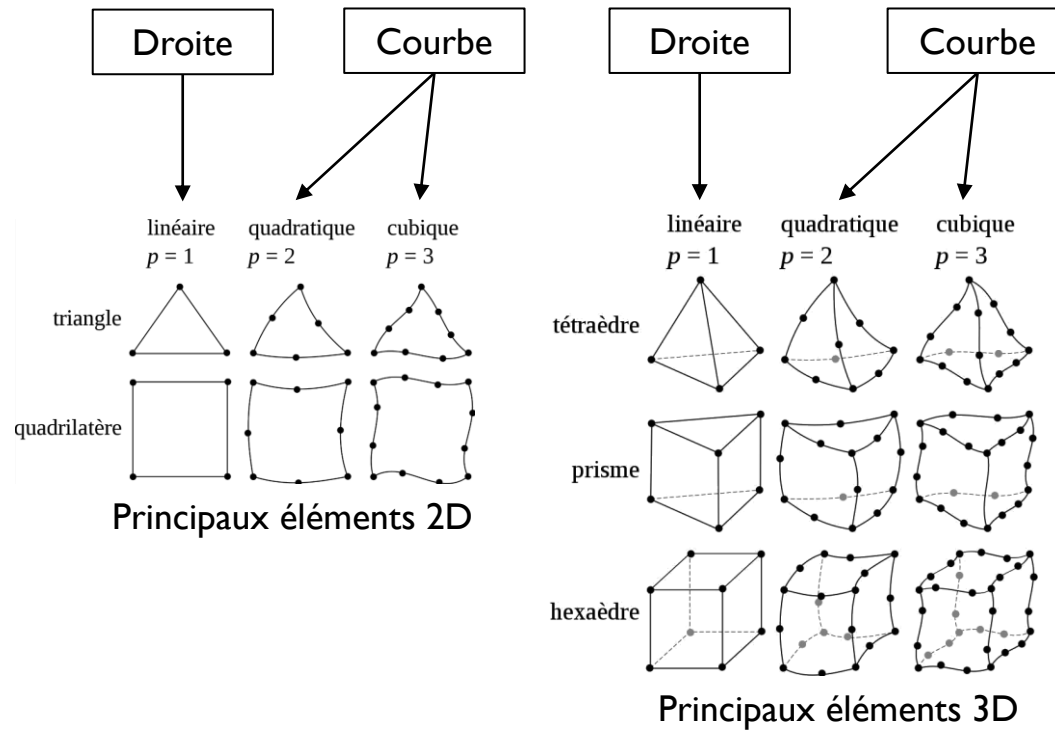 Droite
Courbe
linéaire
p = 1
quadratique
p = 2
cubique
p = 3
triangle
quadrilatère
Principaux éléments 2D
Droite
Courbe
linéaire
p = 1
quadratique
p = 2
cubique
p = 3
tétraèdre
prisme
hexaèdre
Principaux éléments 3D